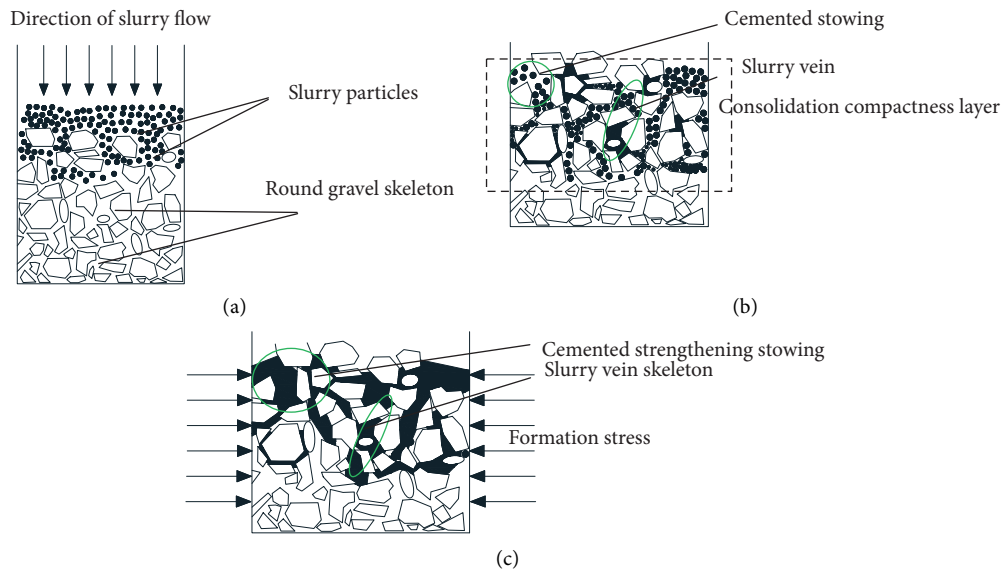 Direction of slurry flow
Slurry particles
Round gravel skeleton
(a)
Cemented stowing
Slurry vein
Consolidation compactness layer
(b)
Cemented strengthening stowing
Slurry vein skeleton
Formation stress
(c)